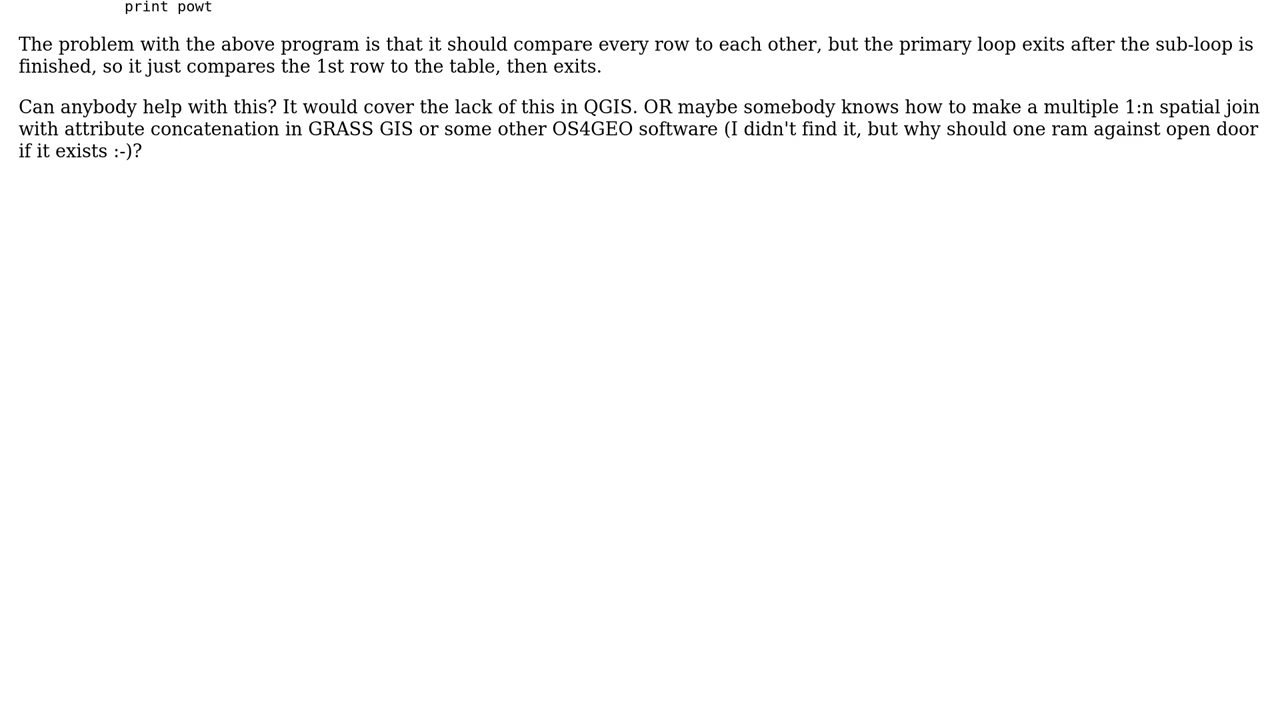 print powt
The problem with the above program is that it should compare every row to each other, but the primary loop exits after the sub-loop is
finished, so it just compares the 1st row to the table, then exits.
Can anybody help with this? It would cover the lack of this in QGIS. OR maybe somebody knows how to make a multiple 1:n spatial join
with attribute concatenation in GRASS GIS or some other OS4GEO software (I didn't find it, but why should one ram against open door
if it exists :-)?